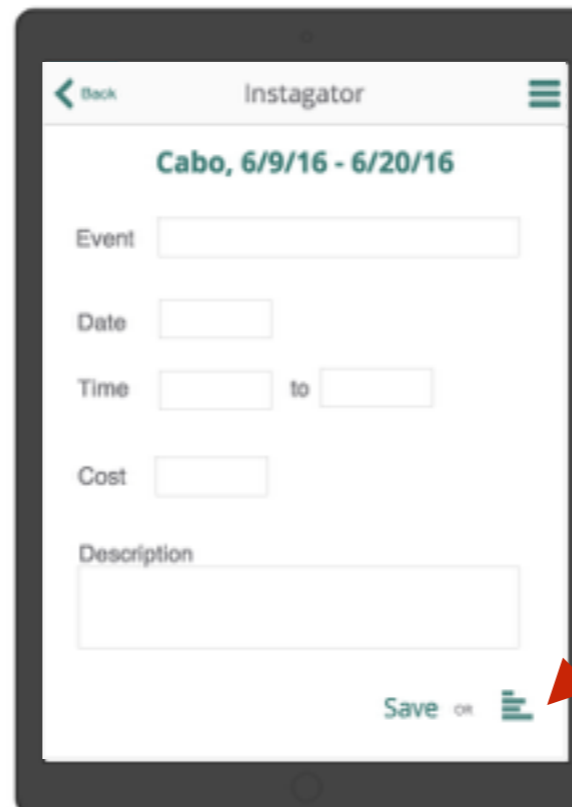 Back Instagator
Cabo, 6/9/16 - 6/20/16
Event
Date
Time to
Cost
Description
Save OR